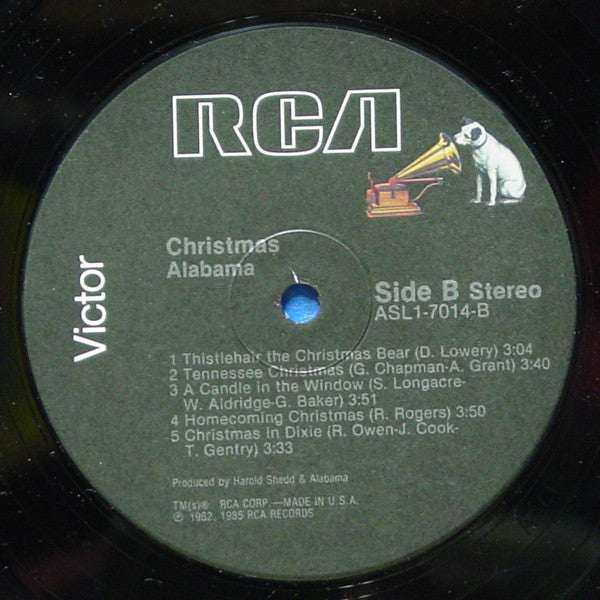 RCA
Victor
Christmas
Alabama
Side B Stereo
ASL1-7014-B
1 Thistlehair the Christmas Bear (D. Lowery) 3:04
2 Tennessee Christmas (G. Chapman-A. Grant) 3:40
3 A Candle in the Window (S. Longacre-
W. Aldridge-G. Baker) 3:51
4 Homecoming Christmas (R. Rogers) 3:50
5 Christmas in Dixie (R. Owen-J. Cook-
T. Gentry) 3:33
Produced by Harold Shedd & Alabama
TM(s)® RCA CORP.—MADE IN U.S.A.
℗ 1982, 1985 RCA RECORDS